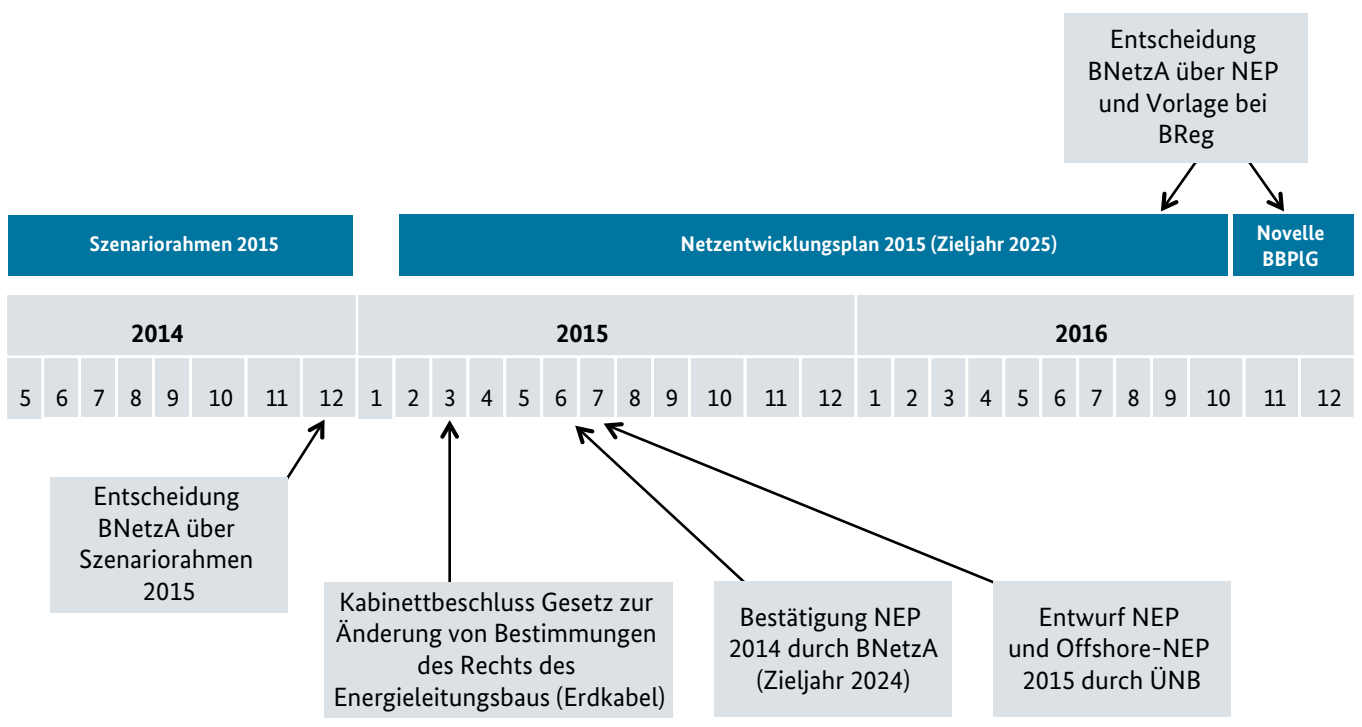 Entscheidung
BNetzA über NEP
und Vorlage bei
BReg
Szenariorahmen 2015
Netzentwicklungsplan 2015 (Zieljahr 2025)
Novelle
BBPlG
2014
2015
2016
5 6 7 8 9 10 11 12 1 2 3 4 5 6 7 8 9 10 11 12 1 2 3 4 5 6 7 8 9 10 11 12
Entscheidung
BNetzA über
Szenariorahmen
2015
Kabinettbeschluss Gesetz zur
Änderung von Bestimmungen
des Rechts des
Energieleitungsbaus (Erdkabel)
Bestätigung NEP
2014 durch BNetzA
(Zieljahr 2024)
Entwurf NEP
und Offshore-NEP
2015 durch ÜNB